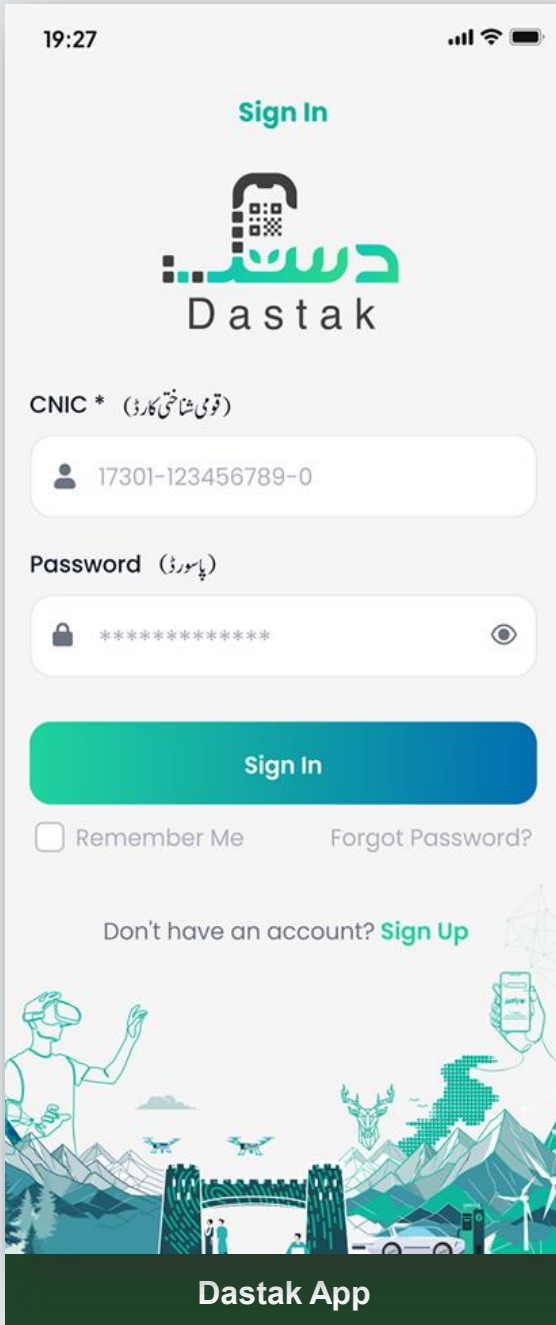 19:27
Sign In
دستک
Dastak
CNIC * (قومی شناختی کارڈ)
17301-123456789-0
Password (پاسورڈ)
*************
Sign In
Remember Me Forgot Password?
Don't have an account? Sign Up
Dastak App